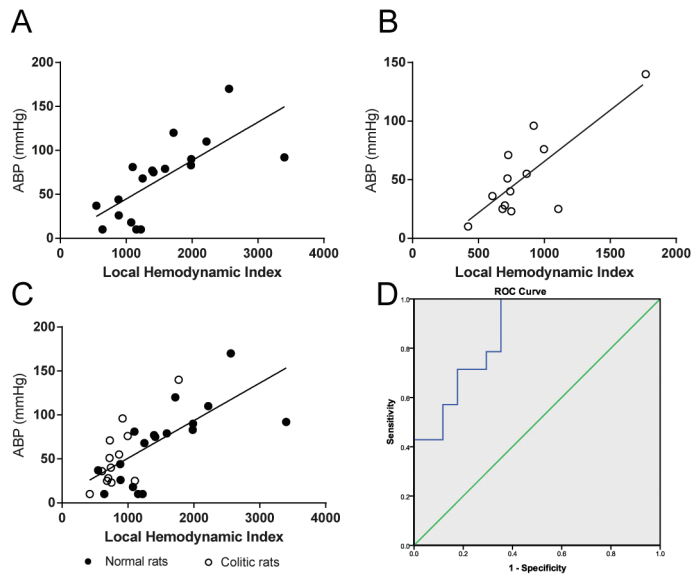 A
200
150
100
50
0
ABP (mmHg)
0 1000 2000 3000 4000
Local Hemodynamic Index
B
150
100
50
0
ABP (mmHg)
0 500 1000 1500 2000
Local Hemodynamic Index
C
200
150
100
50
0
ABP (mmHg)
0 1000 2000 3000 4000
Local Hemodynamic Index
Normal rats Colitic rats
D
ROC Curve
1.0
0.8
0.6
0.4
0.2
0.0
Sensitivity
0.0 0.2 0.4 0.6 0.8 1.0
1 - Specificity